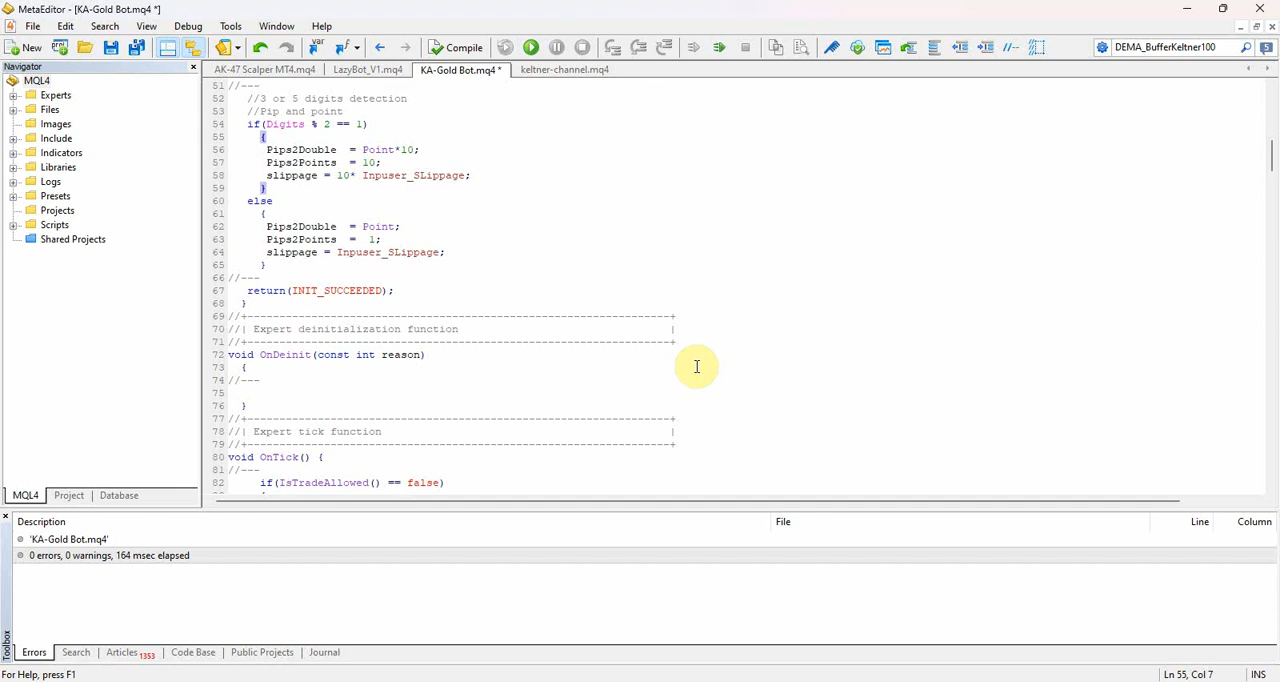 MetaEditor - [KA-Gold Bot.mq4 *]
File Edit Search View Debug Tools Window Help
New Compile DEMA_BufferKeltner100 5
Navigator
AK-47 Scalper MT4.mq4 LazyBot_V1.mq4 KA-Gold Bot.mq4 * keltner-channel.mq4
MQL4
Experts
Files
Images
Include
Indicators
Libraries
Logs
Presets
Projects
Scripts
Shared Projects
MQL4 Project Database
51 //---
52 //3 or 5 digits detection
53 //Pip and point
54 if(Digits % 2 == 1)
55 {
56 Pips2Double = Point*10;
57 Pips2Points = 10;
58 slippage = 10* Inpuser_SLippage;
59 }
60 else
61 {
62 Pips2Double = Point;
63 Pips2Points = 1;
64 slippage = Inpuser_SLippage;
65 }
66 //---
67 return(INIT_SUCCEEDED);
68 }
69 //+------------------------------------------------------------------+
70 //| Expert deinitialization function |
71 //+------------------------------------------------------------------+
72 void OnDeinit(const int reason)
73 {
74 //---
75
76 }
77 //+------------------------------------------------------------------+
78 //| Expert tick function |
79 //+------------------------------------------------------------------+
80 void OnTick() {
81 //---
82 if(IsTradeAllowed() == false)
Description File Line Column
'KA-Gold Bot.mq4'
0 errors, 0 warnings, 164 msec elapsed
Toolbox
Errors Search Articles 1353 Code Base Public Projects Journal
For Help, press F1 Ln 55, Col 7 INS